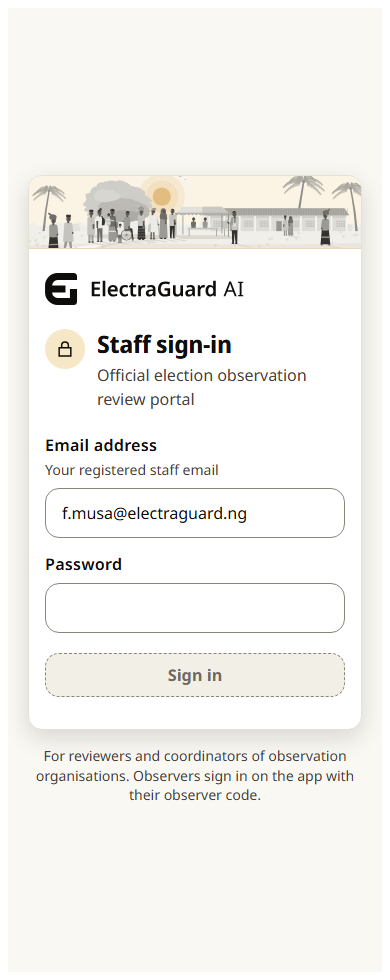 ElectraGuard AI
Staff sign-in
Official election observation
review portal
Email address
Your registered staff email
f.musa@electraguard.ng
Password
Sign in
For reviewers and coordinators of observation
organisations. Observers sign in on the app with
their observer code.